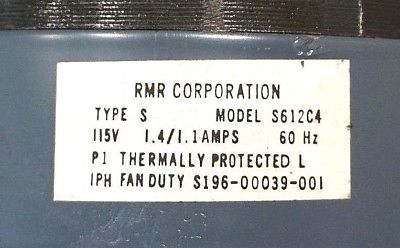 RMR CORPORATION
TYPE S MODEL S612C4
115V 1.4/1.1AMPS 60 Hz
P1 THERMALLY PROTECTED L
1PH FAN DUTY S196-00039-001